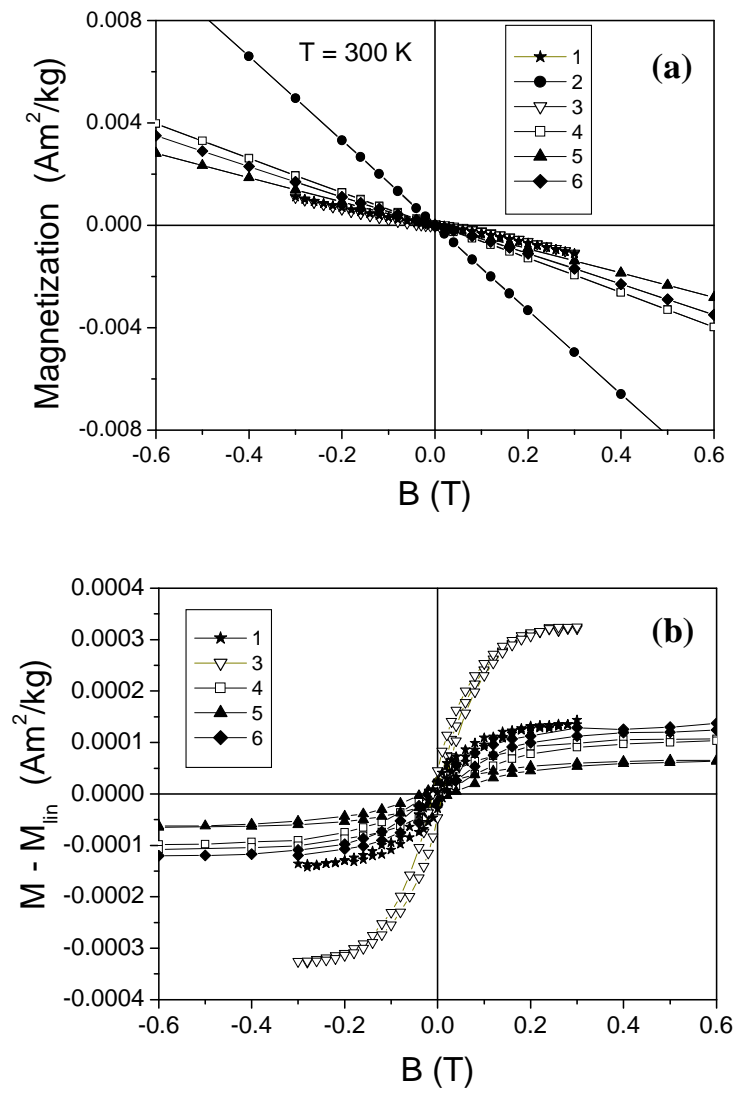 0.008
T = 300 K
(a)
1
2
3
4
5
6
0.004
0.000
-0.004
-0.008
Magnetization (Am²/kg)
-0.6 -0.4 -0.2 0.0 0.2 0.4 0.6
B (T)
0.0004
(b)
1
3
4
5
6
0.0003
0.0002
0.0001
0.0000
-0.0001
-0.0002
-0.0003
-0.0004
M - M_lin (Am²/kg)
-0.6 -0.4 -0.2 0.0 0.2 0.4 0.6
B (T)